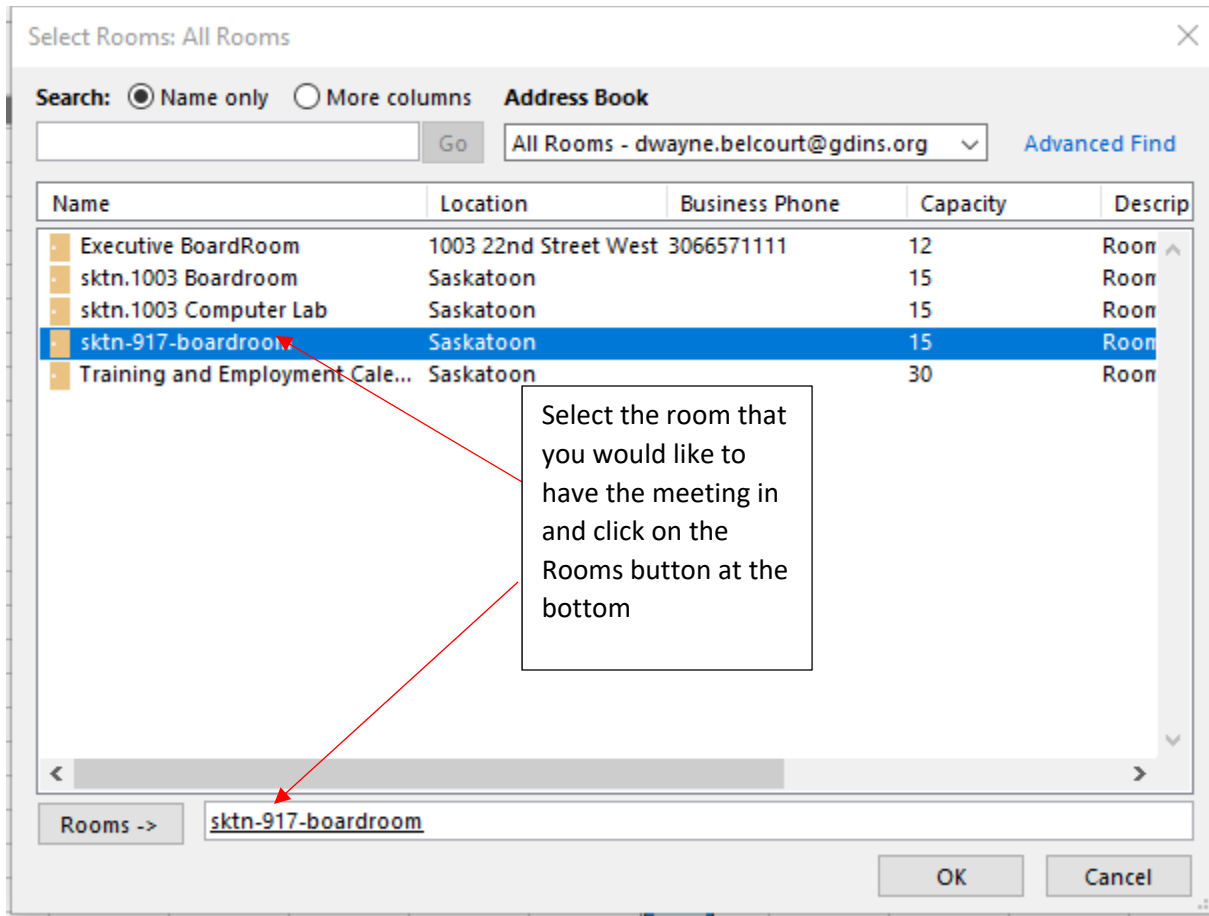 Select Rooms: All Rooms
Search: Name only More columns Address Book
Go All Rooms - dwayne.belcourt@gdins.org Advanced Find
Name Location Business Phone Capacity Descrip
Executive BoardRoom 1003 22nd Street West 3066571111 12 Room
sktn.1003 Boardroom Saskatoon 15 Room
sktn.1003 Computer Lab Saskatoon 15 Room
sktn-917-boardroom Saskatoon 15 Room
Training and Employment Cale... Saskatoon 30 Room
Select the room that
you would like to
have the meeting in
and click on the
Rooms button at the
bottom
Rooms -> sktn-917-boardroom
OK Cancel